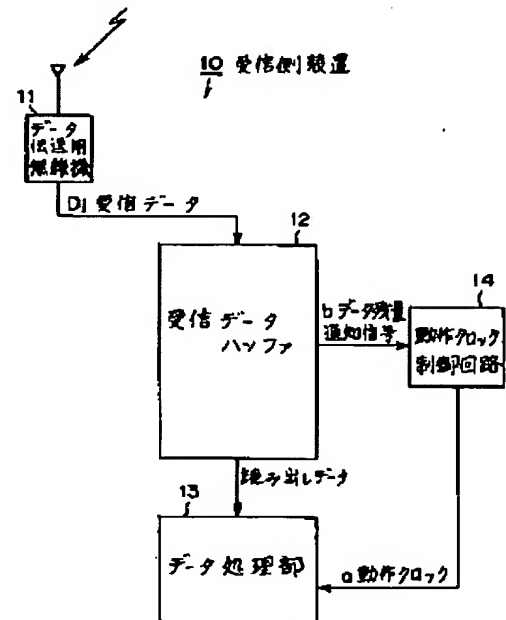 10 受信側装置
11
データ
伝送用
無線機
D1 受信データ
12
受信データ
バッファ
b データ残量
通知信号
14
動作クロック
制御回路
読み出しデータ
13
データ処理部
a 動作クロック